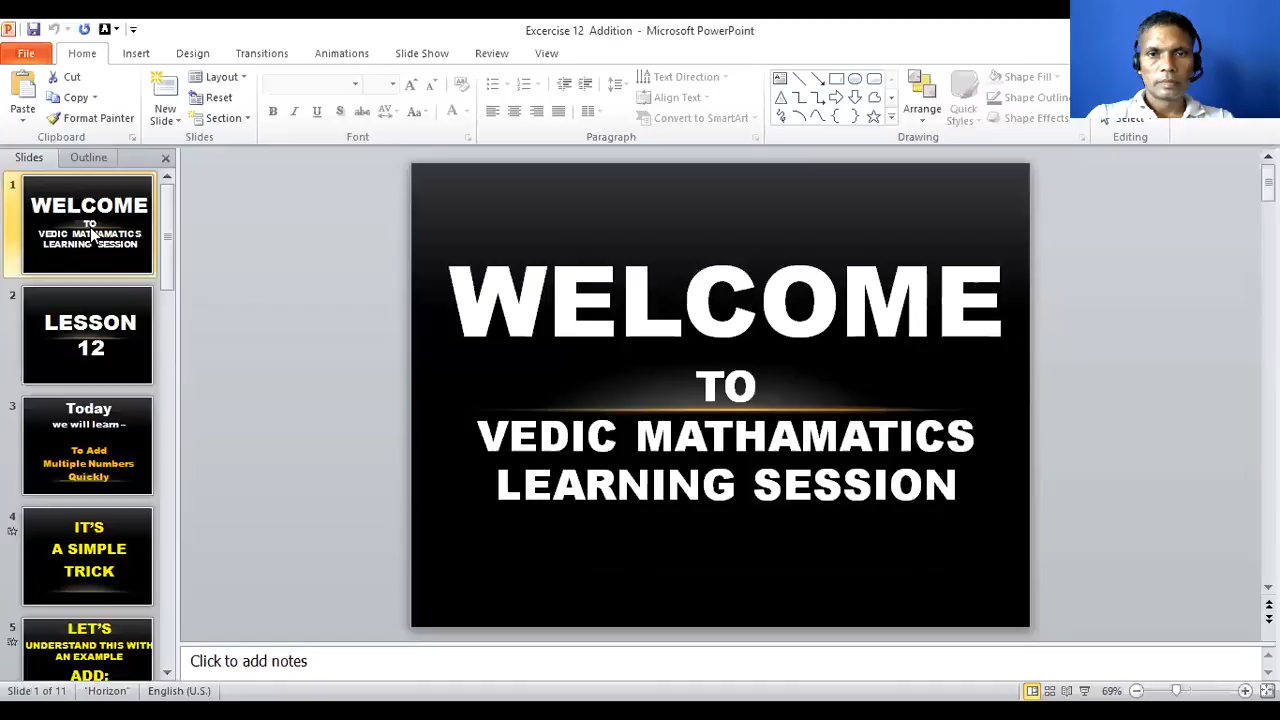 Excercise 12 Addition - Microsoft PowerPoint
File Home Insert Design Transitions Animations Slide Show Review View
Paste
Cut
Copy
Format Painter
Clipboard
New Slide
Layout
Reset
Section
Slides
Font
Text Direction
Align Text
Convert to SmartArt
Paragraph
Arrange
Quick Styles
Shape Fill
Shape Outline
Shape Effects
Drawing
Select
Editing
Slides Outline
1
WELCOME
TO
VEDIC MATHAMATICS
LEARNING SESSION
2
LESSON
12
3
Today
we will learn –
To Add
Multiple Numbers
Quickly
4
IT'S
A SIMPLE
TRICK
5
LET'S
UNDERSTAND THIS WITH
AN EXAMPLE
ADD:
WELCOME
TO
VEDIC MATHAMATICS
LEARNING SESSION
Click to add notes
Slide 1 of 11 "Horizon" English (U.S.) 69%